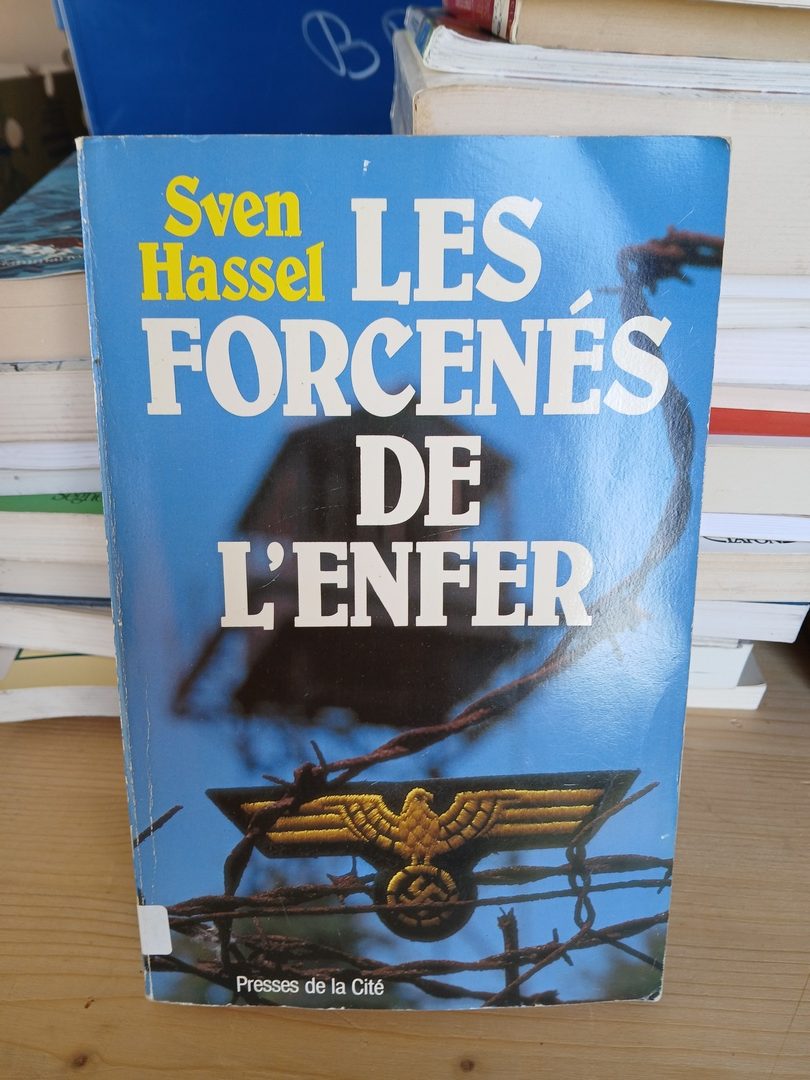 B
Sven
Hassel
LES
FORCENÉS
DE
L'ENFER
Presses de la Cité